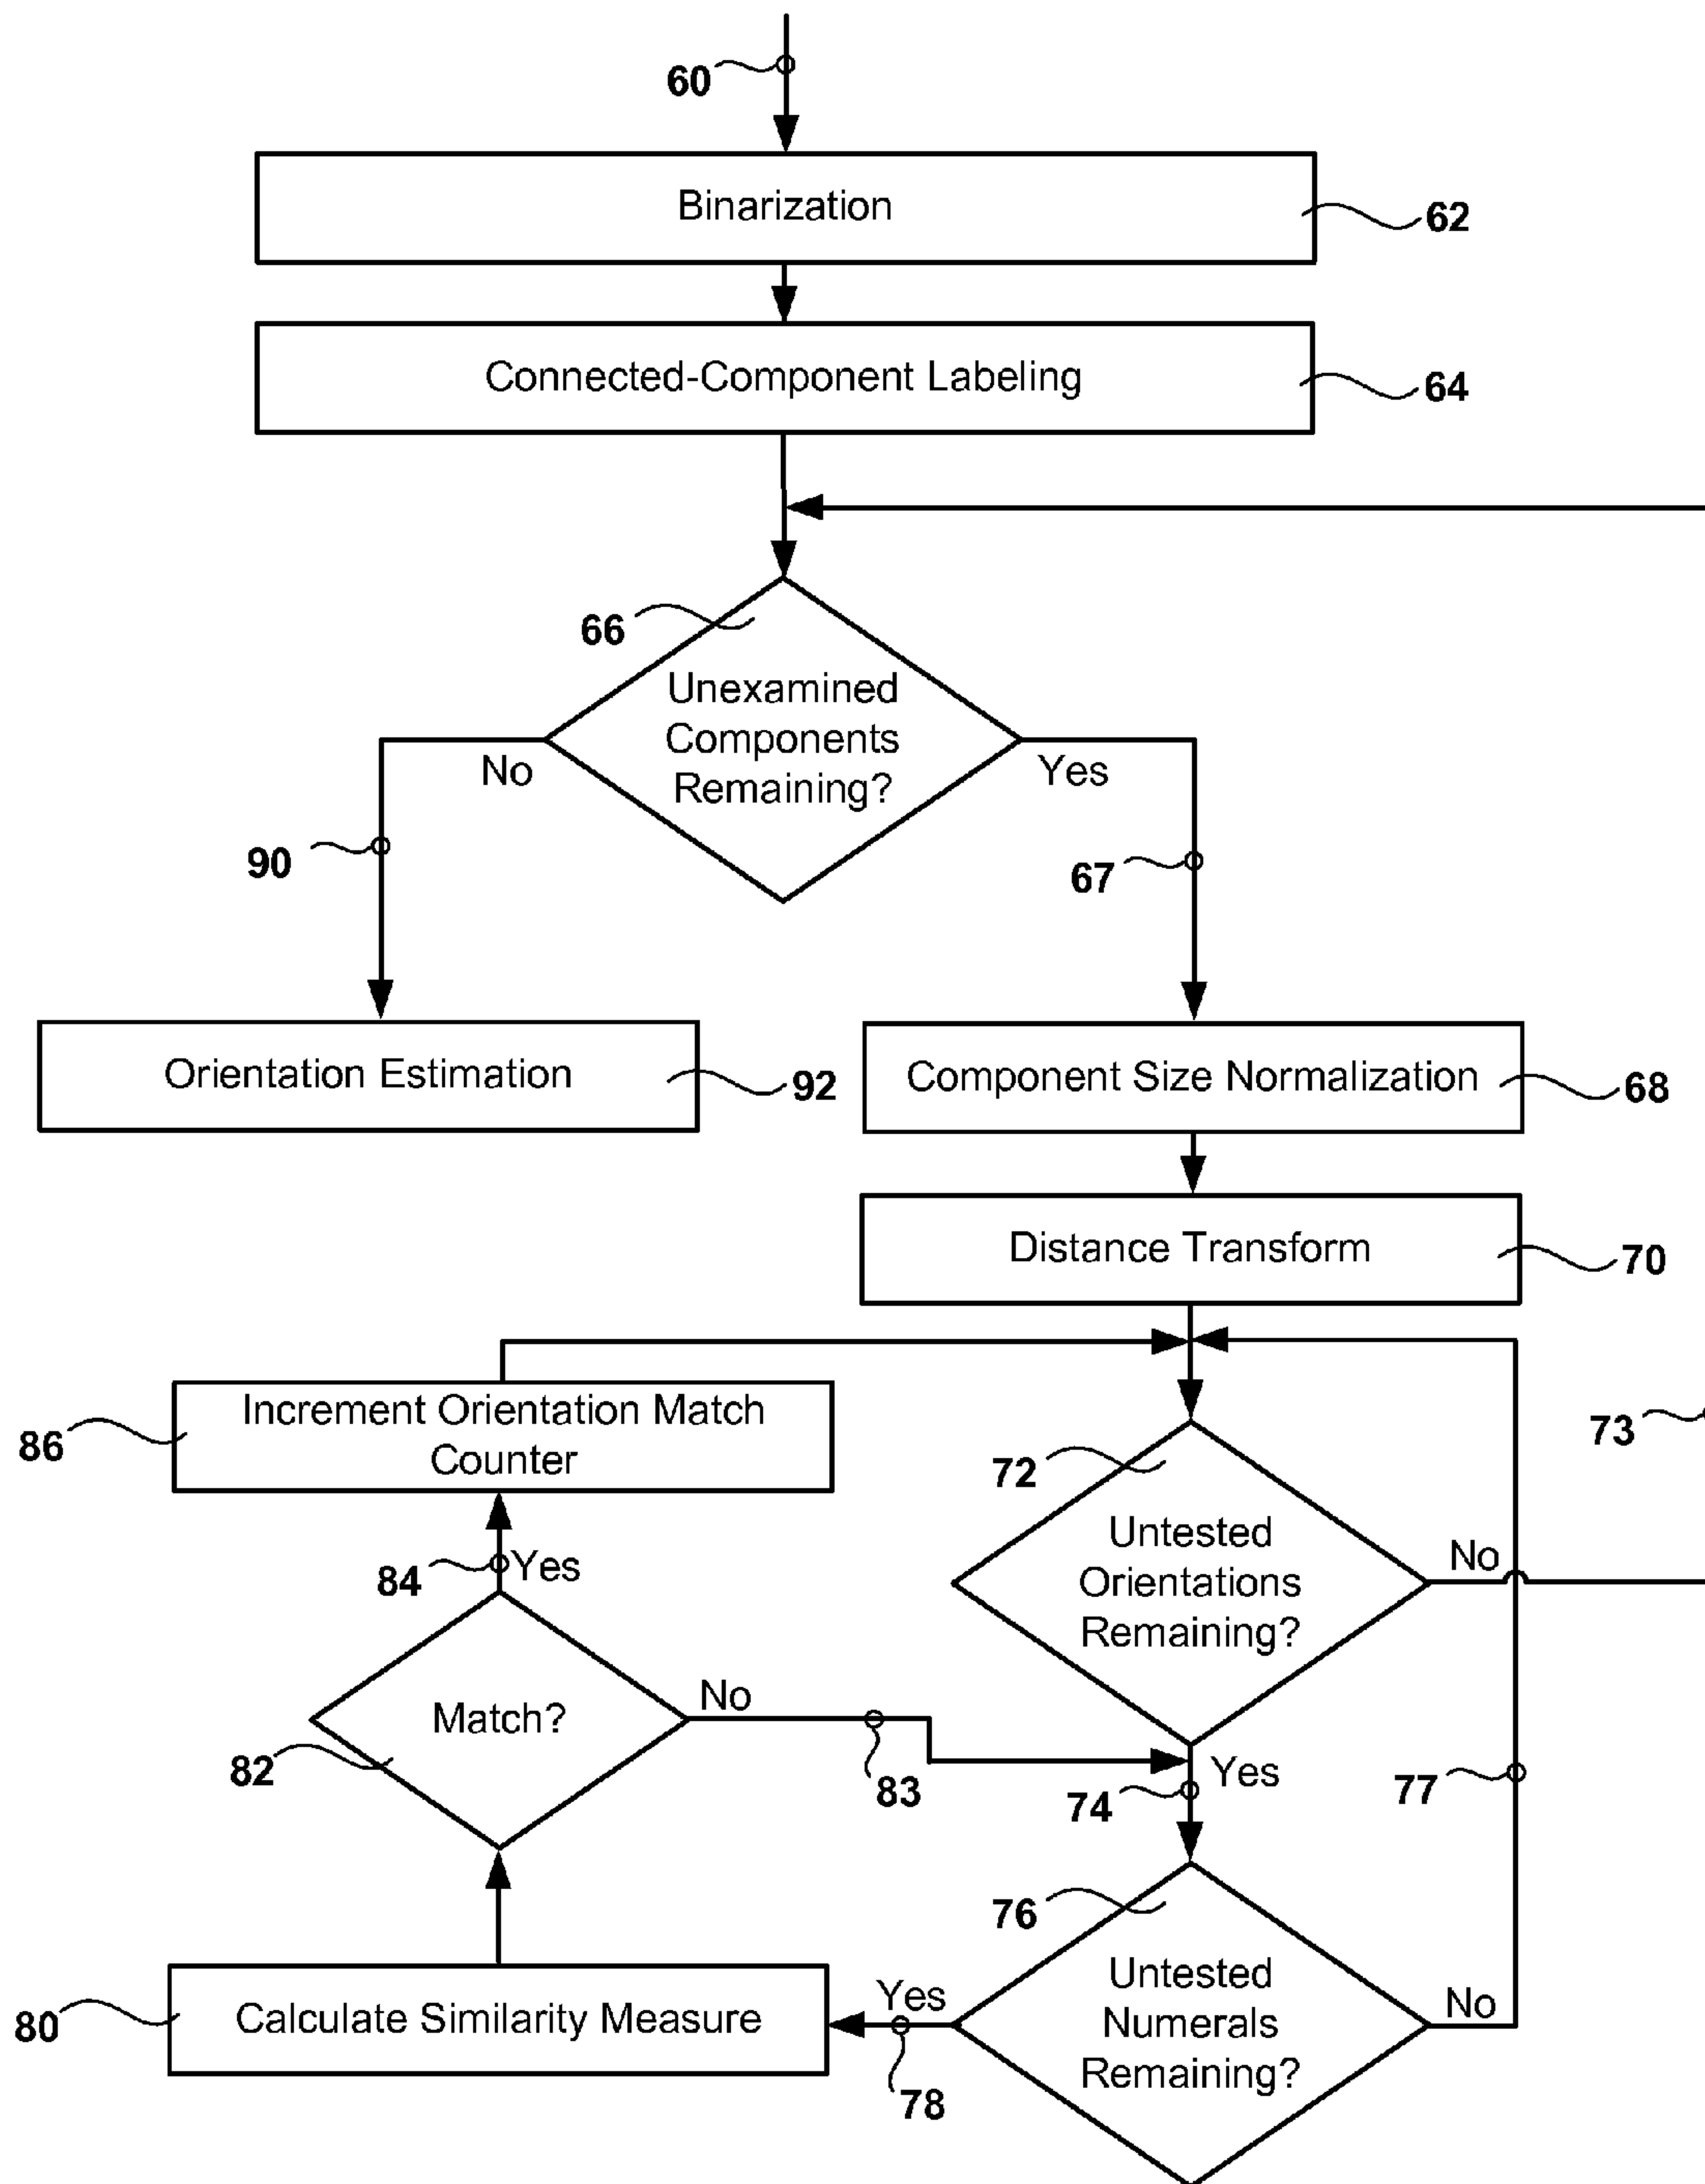 60
Binarization
62
Connected-Component Labeling
64
66
Unexamined
Components
Remaining?
No
Yes
90
67
Orientation Estimation
92
Component Size Normalization
68
Distance Transform
70
Increment Orientation Match
Counter
86
73
72
Untested
Orientations
Remaining?
No
84
Yes
Match?
No
82
83
Yes
74
77
76
Untested
Numerals
Remaining?
Yes
No
Calculate Similarity Measure
80
78